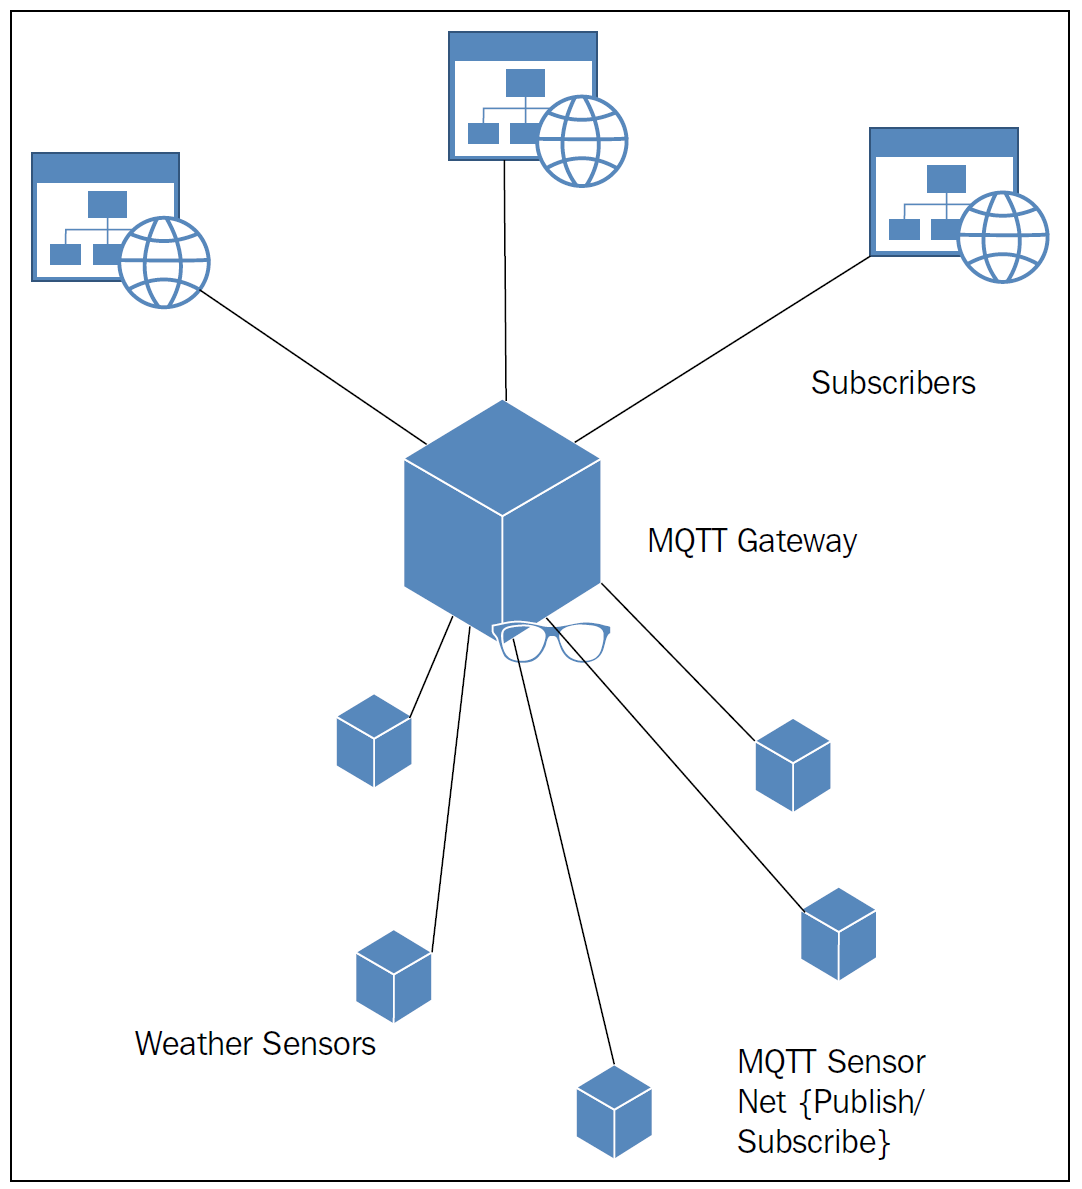 Subscribers
MQTT Gateway
Weather Sensors
MQTT Sensor
Net {Publish/
Subscribe}